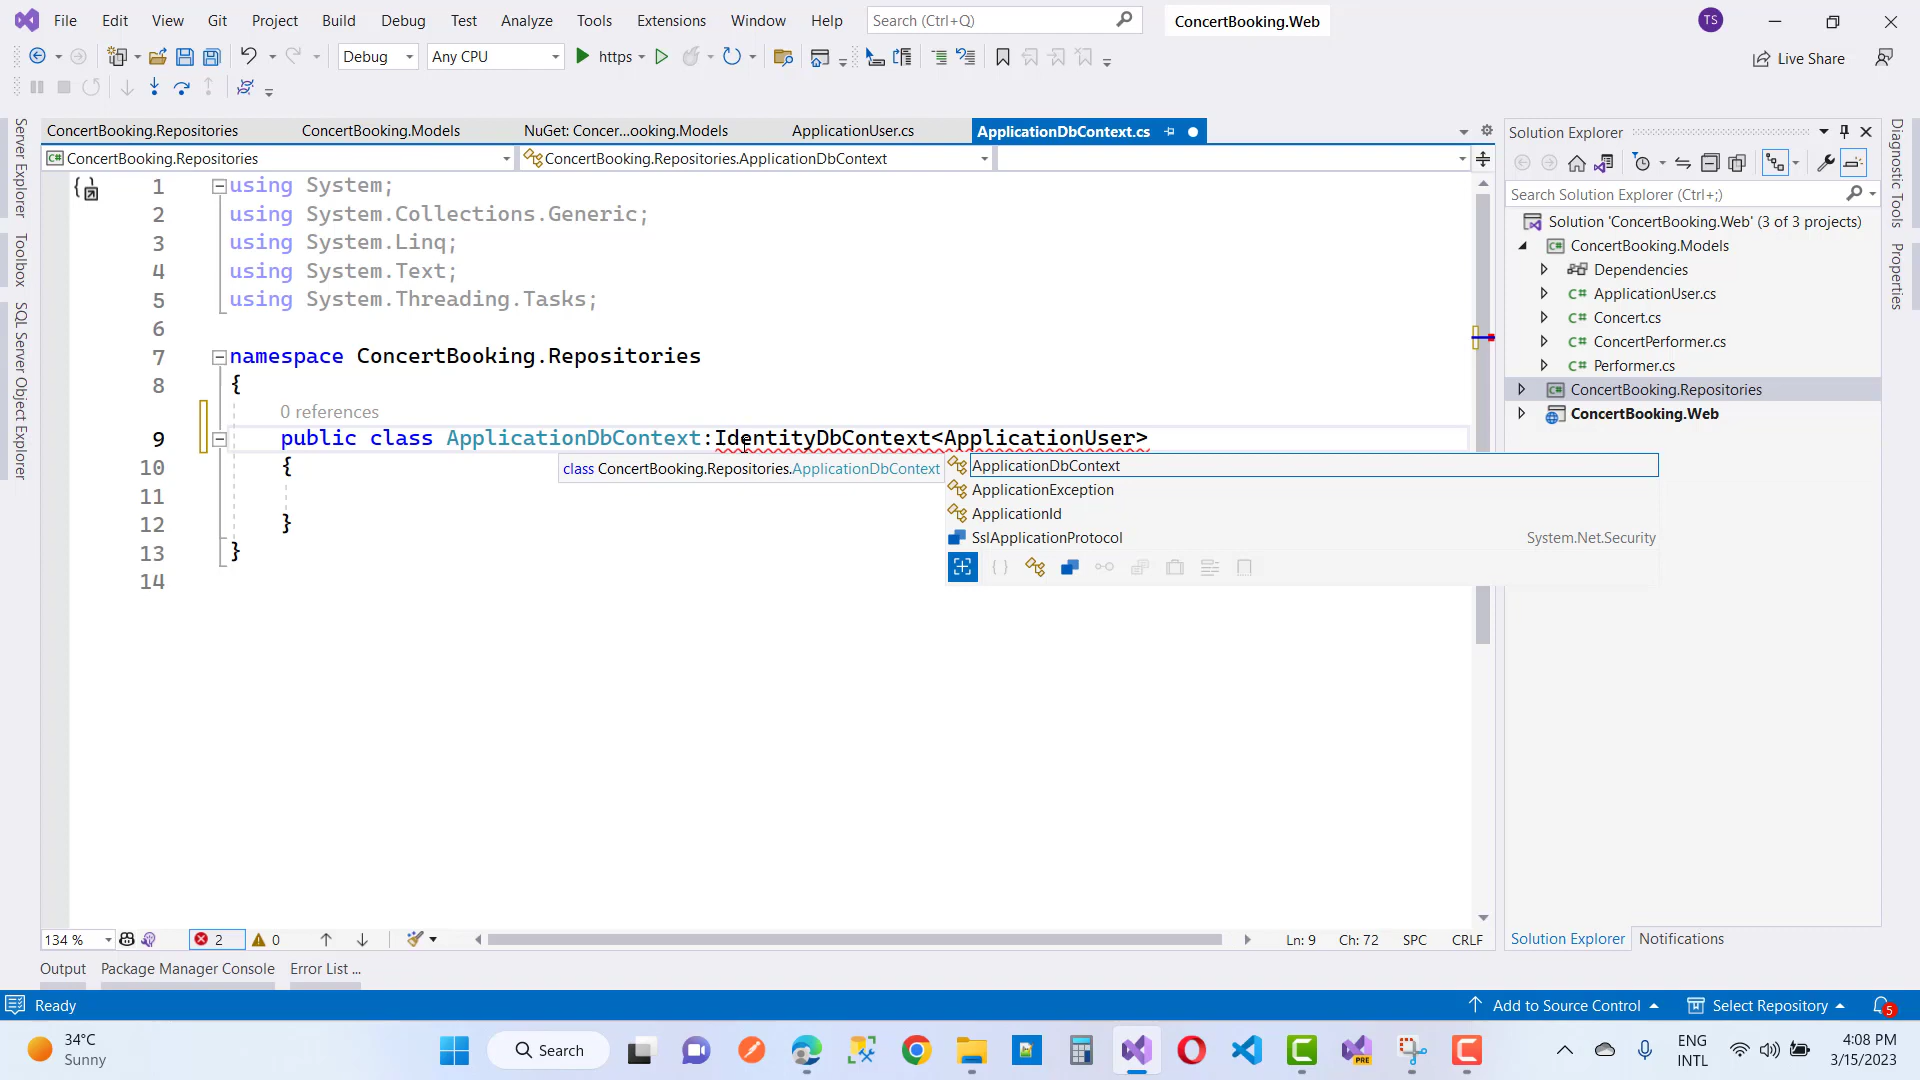 File Edit View Git Project Build Debug Test Analyze Tools Extensions Window Help Search (Ctrl+Q) ConcertBooking.Web TS
Debug Any CPU https Live Share
ConcertBooking.Repositories ConcertBooking.Models NuGet: Concer...ooking.Models ApplicationUser.cs ApplicationDbContext.cs
C# ConcertBooking.Repositories ConcertBooking.Repositories.ApplicationDbContext
Server Explorer
Toolbox
SQL Server Object Explorer
1 using System;
2 using System.Collections.Generic;
3 using System.Linq;
4 using System.Text;
5 using System.Threading.Tasks;
6
7 namespace ConcertBooking.Repositories
8 {
0 references
9 public class ApplicationDbContext:IdentityDbContext<ApplicationUser>
10 {
11
12 }
13 }
14
class ConcertBooking.Repositories.ApplicationDbContext
ApplicationDbContext
ApplicationException
ApplicationId
SslApplicationProtocol System.Net.Security
Solution Explorer
Search Solution Explorer (Ctrl+;)
Solution 'ConcertBooking.Web' (3 of 3 projects)
C# ConcertBooking.Models
Dependencies
C# ApplicationUser.cs
C# Concert.cs
C# ConcertPerformer.cs
C# Performer.cs
C# ConcertBooking.Repositories
ConcertBooking.Web
Diagnostic Tools
Properties
134 % 2 0 Ln: 9 Ch: 72 SPC CRLF
Solution Explorer Notifications
Output Package Manager Console Error List ...
Ready Add to Source Control Select Repository 5
34°C
Sunny
Search
PRE
ENG
INTL
4:08 PM
3/15/2023